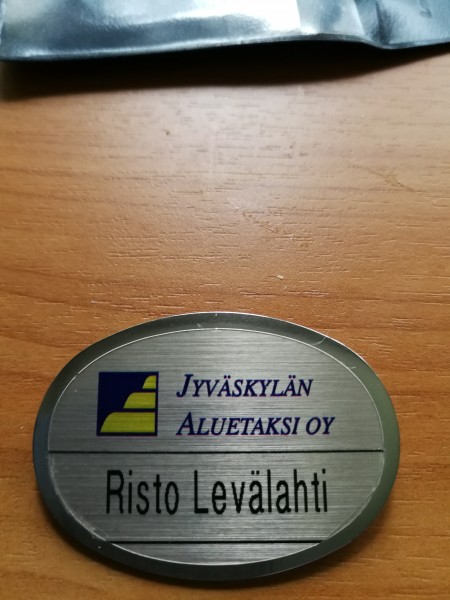 JYVÄSKYLÄN
ALUETAKSI OY
Risto Levälahti